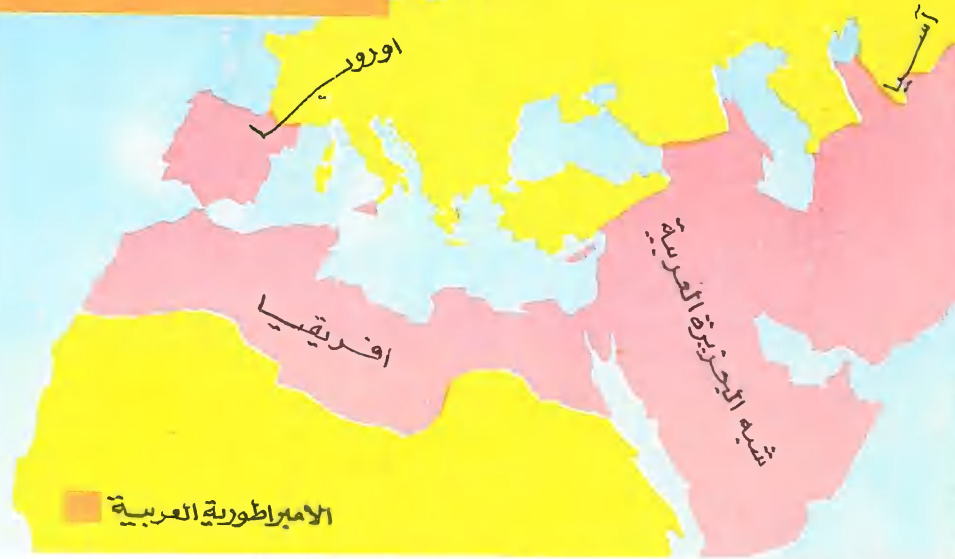 اوروبا
آسيا
افريقيا
شبه الجزيرة العربية
الامبراطورية العربية